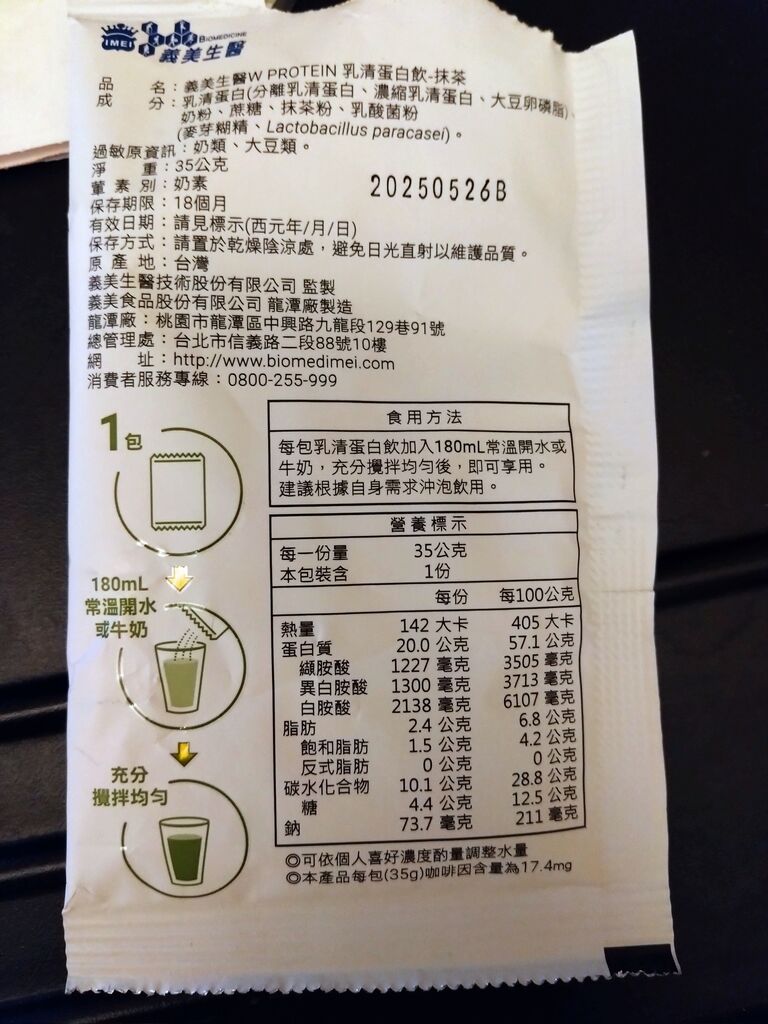 IMEI BIOMEDICINE
義美生醫
品 名：義美生醫W PROTEIN 乳清蛋白飲-抹茶
成 分：乳清蛋白(分離乳清蛋白、濃縮乳清蛋白、大豆卵磷脂)、
奶粉、蔗糖、抹茶粉、乳酸菌粉
(麥芽糊精、Lactobacillus paracasei)。
過敏原資訊：奶類、大豆類。
淨 重：35公克
葷 素 別：奶素
20250526B
保存期限：18個月
有效日期：請見標示(西元年/月/日)
保存方式：請置於乾燥陰涼處，避免日光直射以維護品質。
原 產 地：台灣
義美生醫技術股份有限公司 監製
義美食品股份有限公司 龍潭廠製造
龍潭廠：桃園市龍潭區中興路九龍段129巷91號
總管理處：台北市信義路二段88號10樓
網 址：http://www.biomedimei.com
消費者服務專線：0800-255-999
1包
180mL
常溫開水
或牛奶
充分
攪拌均勻
食用方法
每包乳清蛋白飲加入180mL常溫開水或
牛奶，充分攪拌均勻後，即可享用。
建議根據自身需求沖泡飲用。
營養標示
每一份量 35公克
本包裝含 1份
每份 每100公克
熱量 142 大卡 405 大卡
蛋白質 20.0 公克 57.1 公克
纈胺酸 1227 毫克 3505 毫克
異白胺酸 1300 毫克 3713 毫克
白胺酸 2138 毫克 6107 毫克
脂肪 2.4 公克 6.8 公克
飽和脂肪 1.5 公克 4.2 公克
反式脂肪 0 公克 0 公克
碳水化合物 10.1 公克 28.8 公克
糖 4.4 公克 12.5 公克
鈉 73.7 毫克 211 毫克
◎可依個人喜好濃度酌量調整水量
◎本產品每包(35g)咖啡因含量為17.4mg